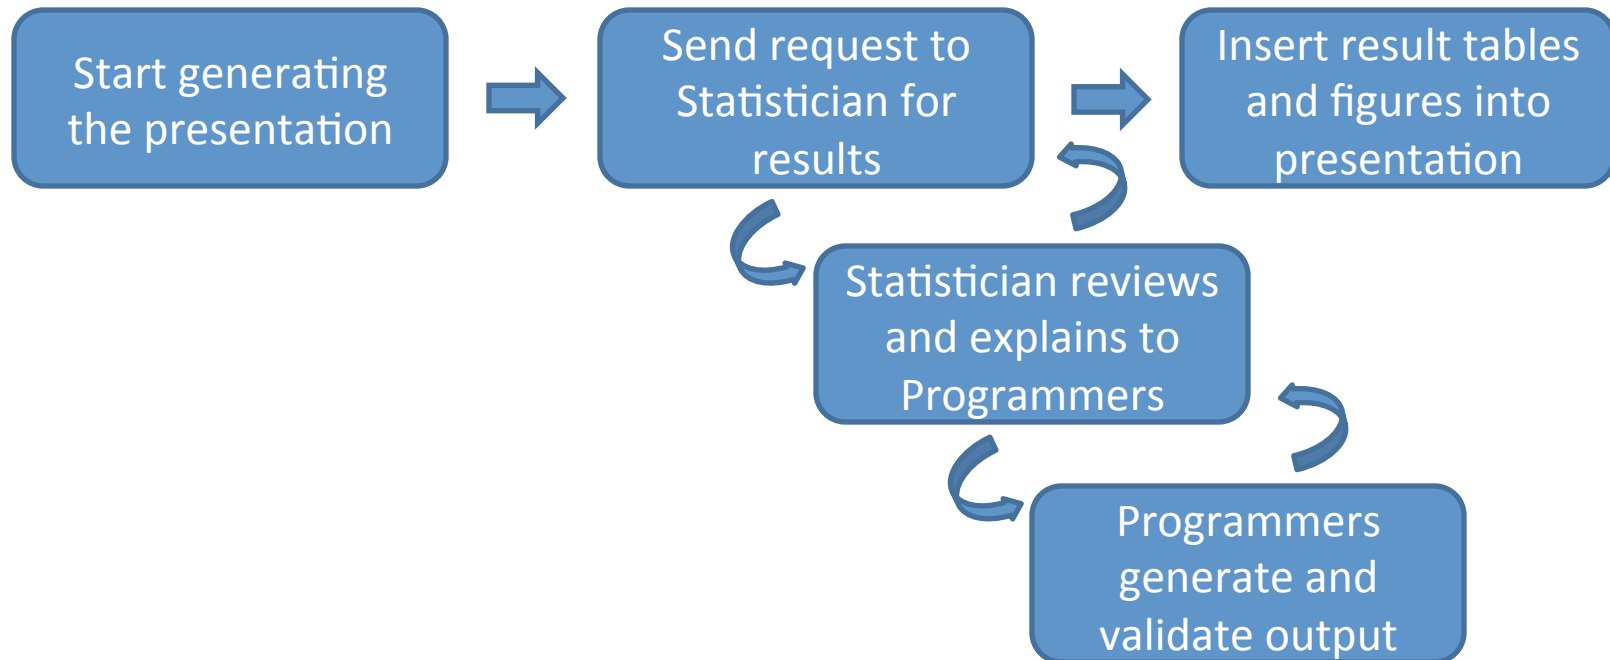 Start generating
the presentation
Send request to
Statistician for
results
Insert result tables
and figures into
presentation
Statistician reviews
and explains to
Programmers
Programmers
generate and
validate output